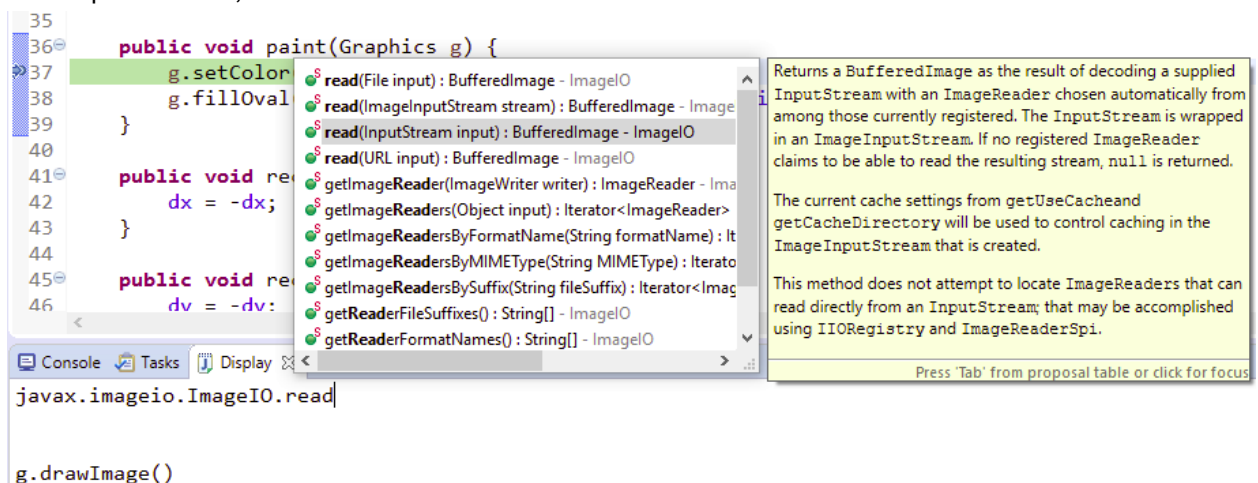 35
36 public void paint(Graphics g) {
37 g.setColor(
38 g.fillOval(
39 }
40
41 public void re
42 dx = -dx;
43 }
44
45 public void re
46 dy = -dy;
read(File input) : BufferedImage - ImageIO
read(ImageInputStream stream) : BufferedImage - Image
read(InputStream input) : BufferedImage - ImageIO
read(URL input) : BufferedImage - ImageIO
getImageReader(ImageWriter writer) : ImageReader - Ima
getImageReaders(Object input) : Iterator<ImageReader>
getImageReadersByFormatName(String formatName) : It
getImageReadersByMIMEType(String MIMEType) : Iterato
getImageReadersBySuffix(String fileSuffix) : Iterator<Imag
getReaderFileSuffixes() : String[] - ImageIO
getReaderFormatNames() : String[] - ImageIO
Returns a BufferedImage as the result of decoding a supplied
InputStream with an ImageReader chosen automatically from
among those currently registered. The InputStream is wrapped
in an ImageInputStream. If no registered ImageReader
claims to be able to read the resulting stream, null is returned.
The current cache settings from getUseCacheand
getCacheDirectory will be used to control caching in the
ImageInputStream that is created.
This method does not attempt to locate ImageReaders that can
read directly from an InputStream; that may be accomplished
using IIORegistry and ImageReaderSpi.
Press 'Tab' from proposal table or click for focus
Console Tasks Display
javax.imageio.ImageIO.read
g.drawImage()